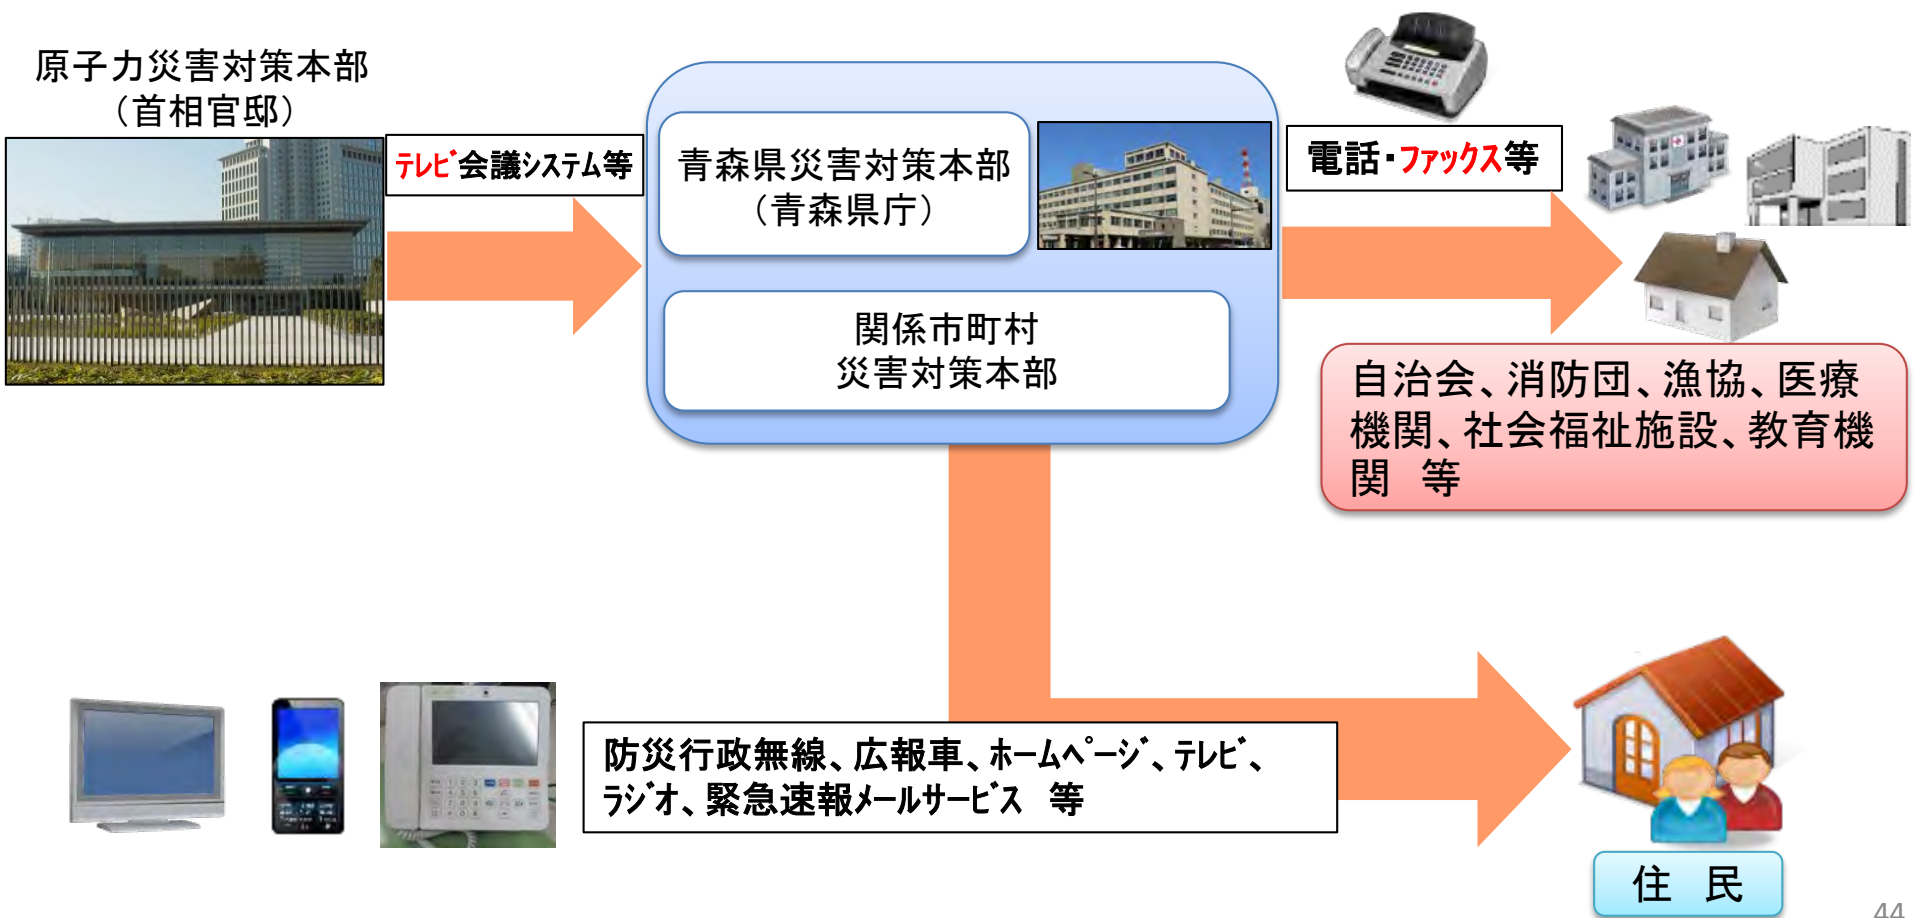 原子力災害対策本部
（首相官邸）
テレビ会議システム等
青森県災害対策本部
（青森県庁）
関係市町村
災害対策本部
電話・ファックス等
自治会、消防団、漁協、医療
機関、社会福祉施設、教育機
関　等
防災行政無線、広報車、ホームページ、テレビ、
ラジオ、緊急速報メールサービス　等
住　民
44